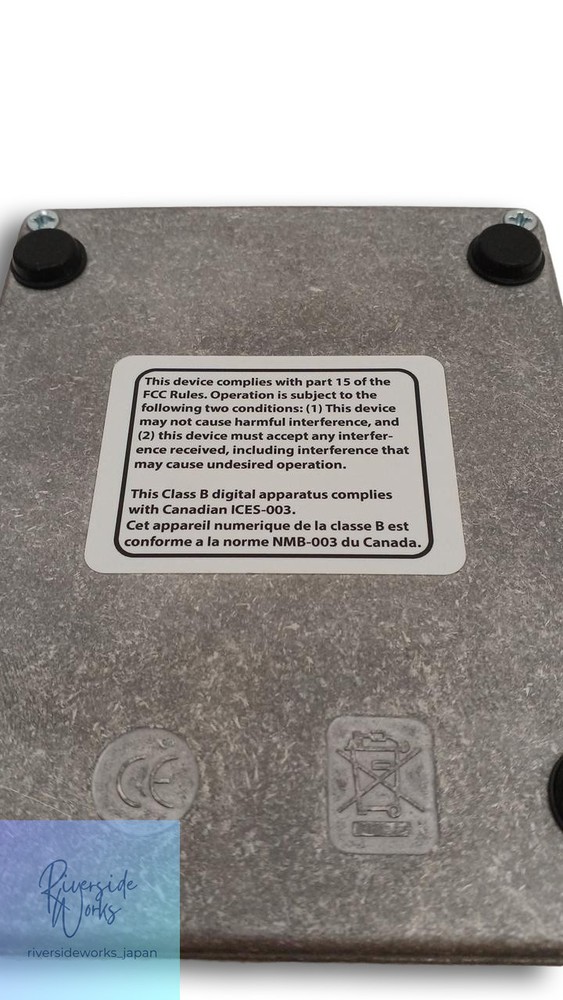 This device complies with part 15 of the
FCC Rules. Operation is subject to the
following two conditions: (1) This device
may not cause harmful interference, and
(2) this device must accept any interfer-
ence received, including interference that
may cause undesired operation.
This Class B digital apparatus complies
with Canadian ICES-003.
Cet appareil numerique de la classe B est
conforme a la norme NMB-003 du Canada.
CE
Riverside
Works
riversideworks_japan